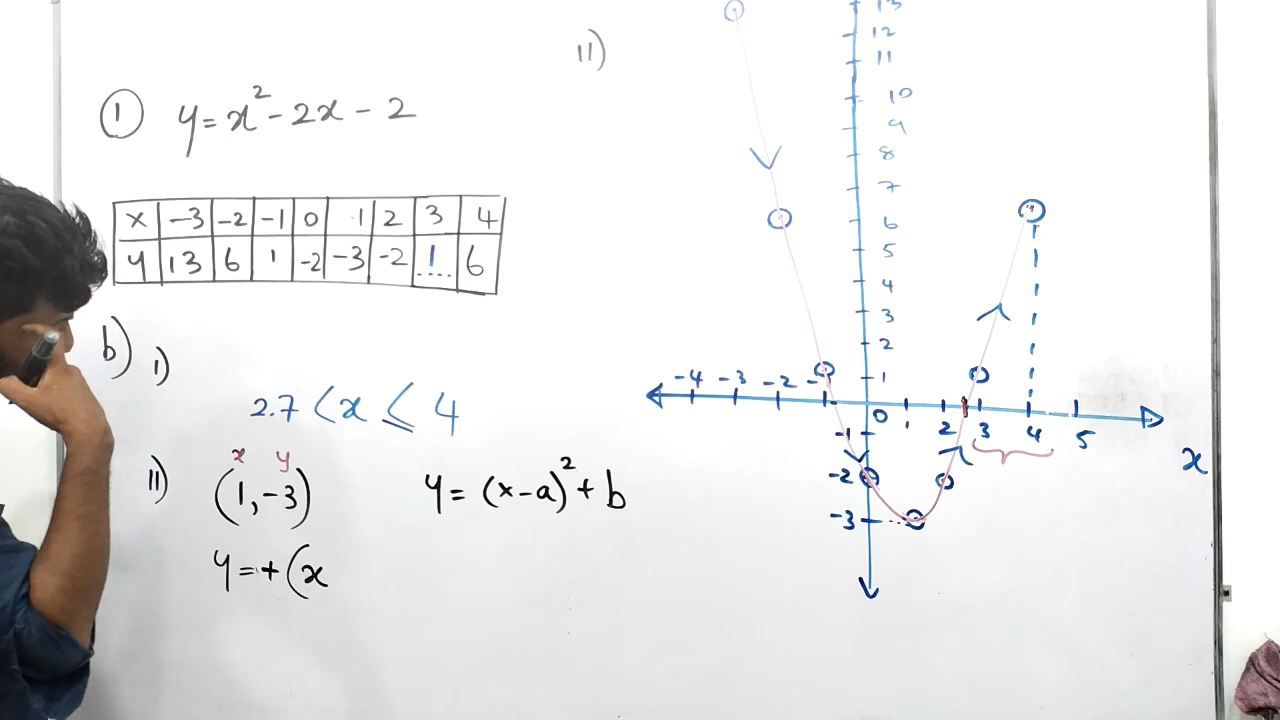 ① y = x² - 2x - 2
x -3 -2 -1 0 1 2 3 4
y 13 6 1 -2 -3 -2 1 6
b) i)
2.7 < x ≤ 4
x y
ii) (1, -3) y = (x-a)² + b
y = + (x
ii)
13
12
11
10
9
8
7
6
5
4
3
2
1
-4 -3 -2 - 0 1 2 3 4 5
-1
-2
-3
x